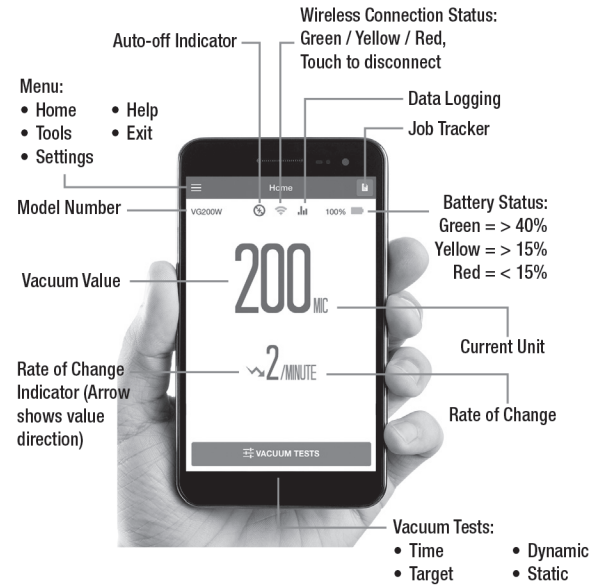 Wireless Connection Status:
Green / Yellow / Red,
Touch to disconnect
Auto-off Indicator
Data Logging
Job Tracker
Menu:
• Home • Help
• Tools • Exit
• Settings
Home
Model Number
VG200W
100%
Battery Status:
Green = > 40%
Yellow = > 15%
Red = < 15%
Vacuum Value
200 MIC
Current Unit
Rate of Change
Indicator (Arrow
shows value
direction)
2 /MINUTE
Rate of Change
VACUUM TESTS
Vacuum Tests:
• Time • Dynamic
• Target • Static